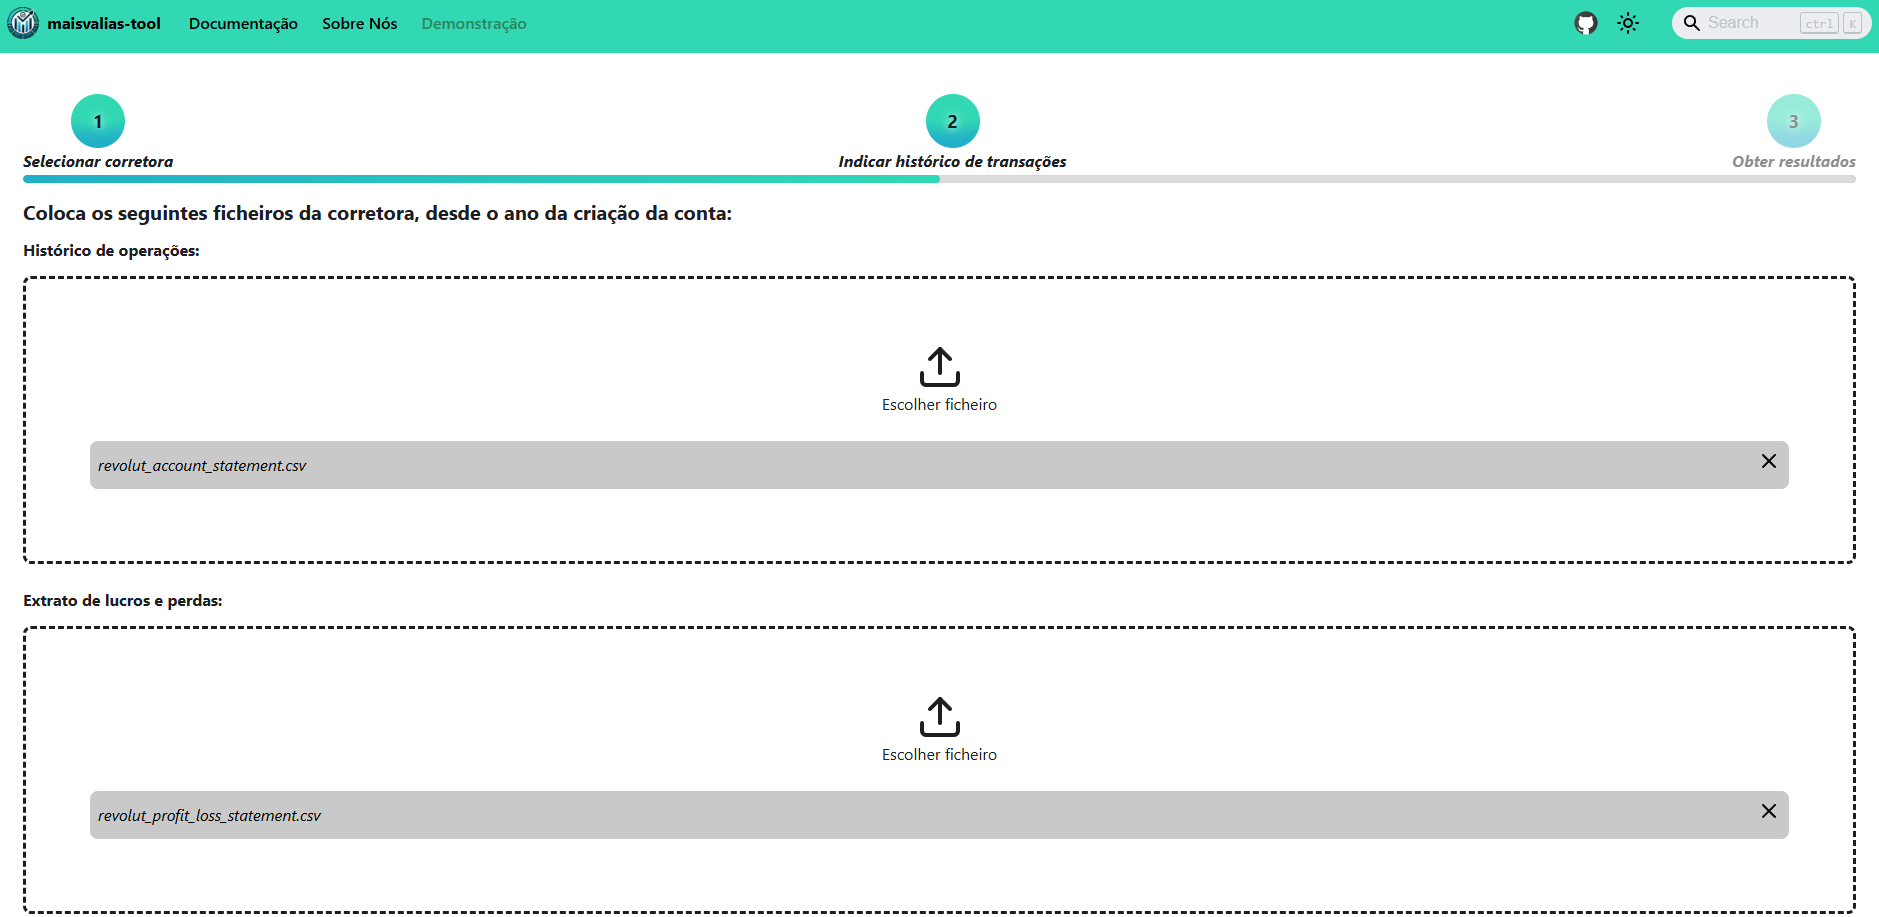 maisvalias-tool Documentação Sobre Nós Demonstração Search ctrl K
1 2 3
Selecionar corretora Indicar histórico de transações Obter resultados
Coloca os seguintes ficheiros da corretora, desde o ano da criação da conta:
Histórico de operações:
Escolher ficheiro
revolut_account_statement.csv
Extrato de lucros e perdas:
Escolher ficheiro
revolut_profit_loss_statement.csv